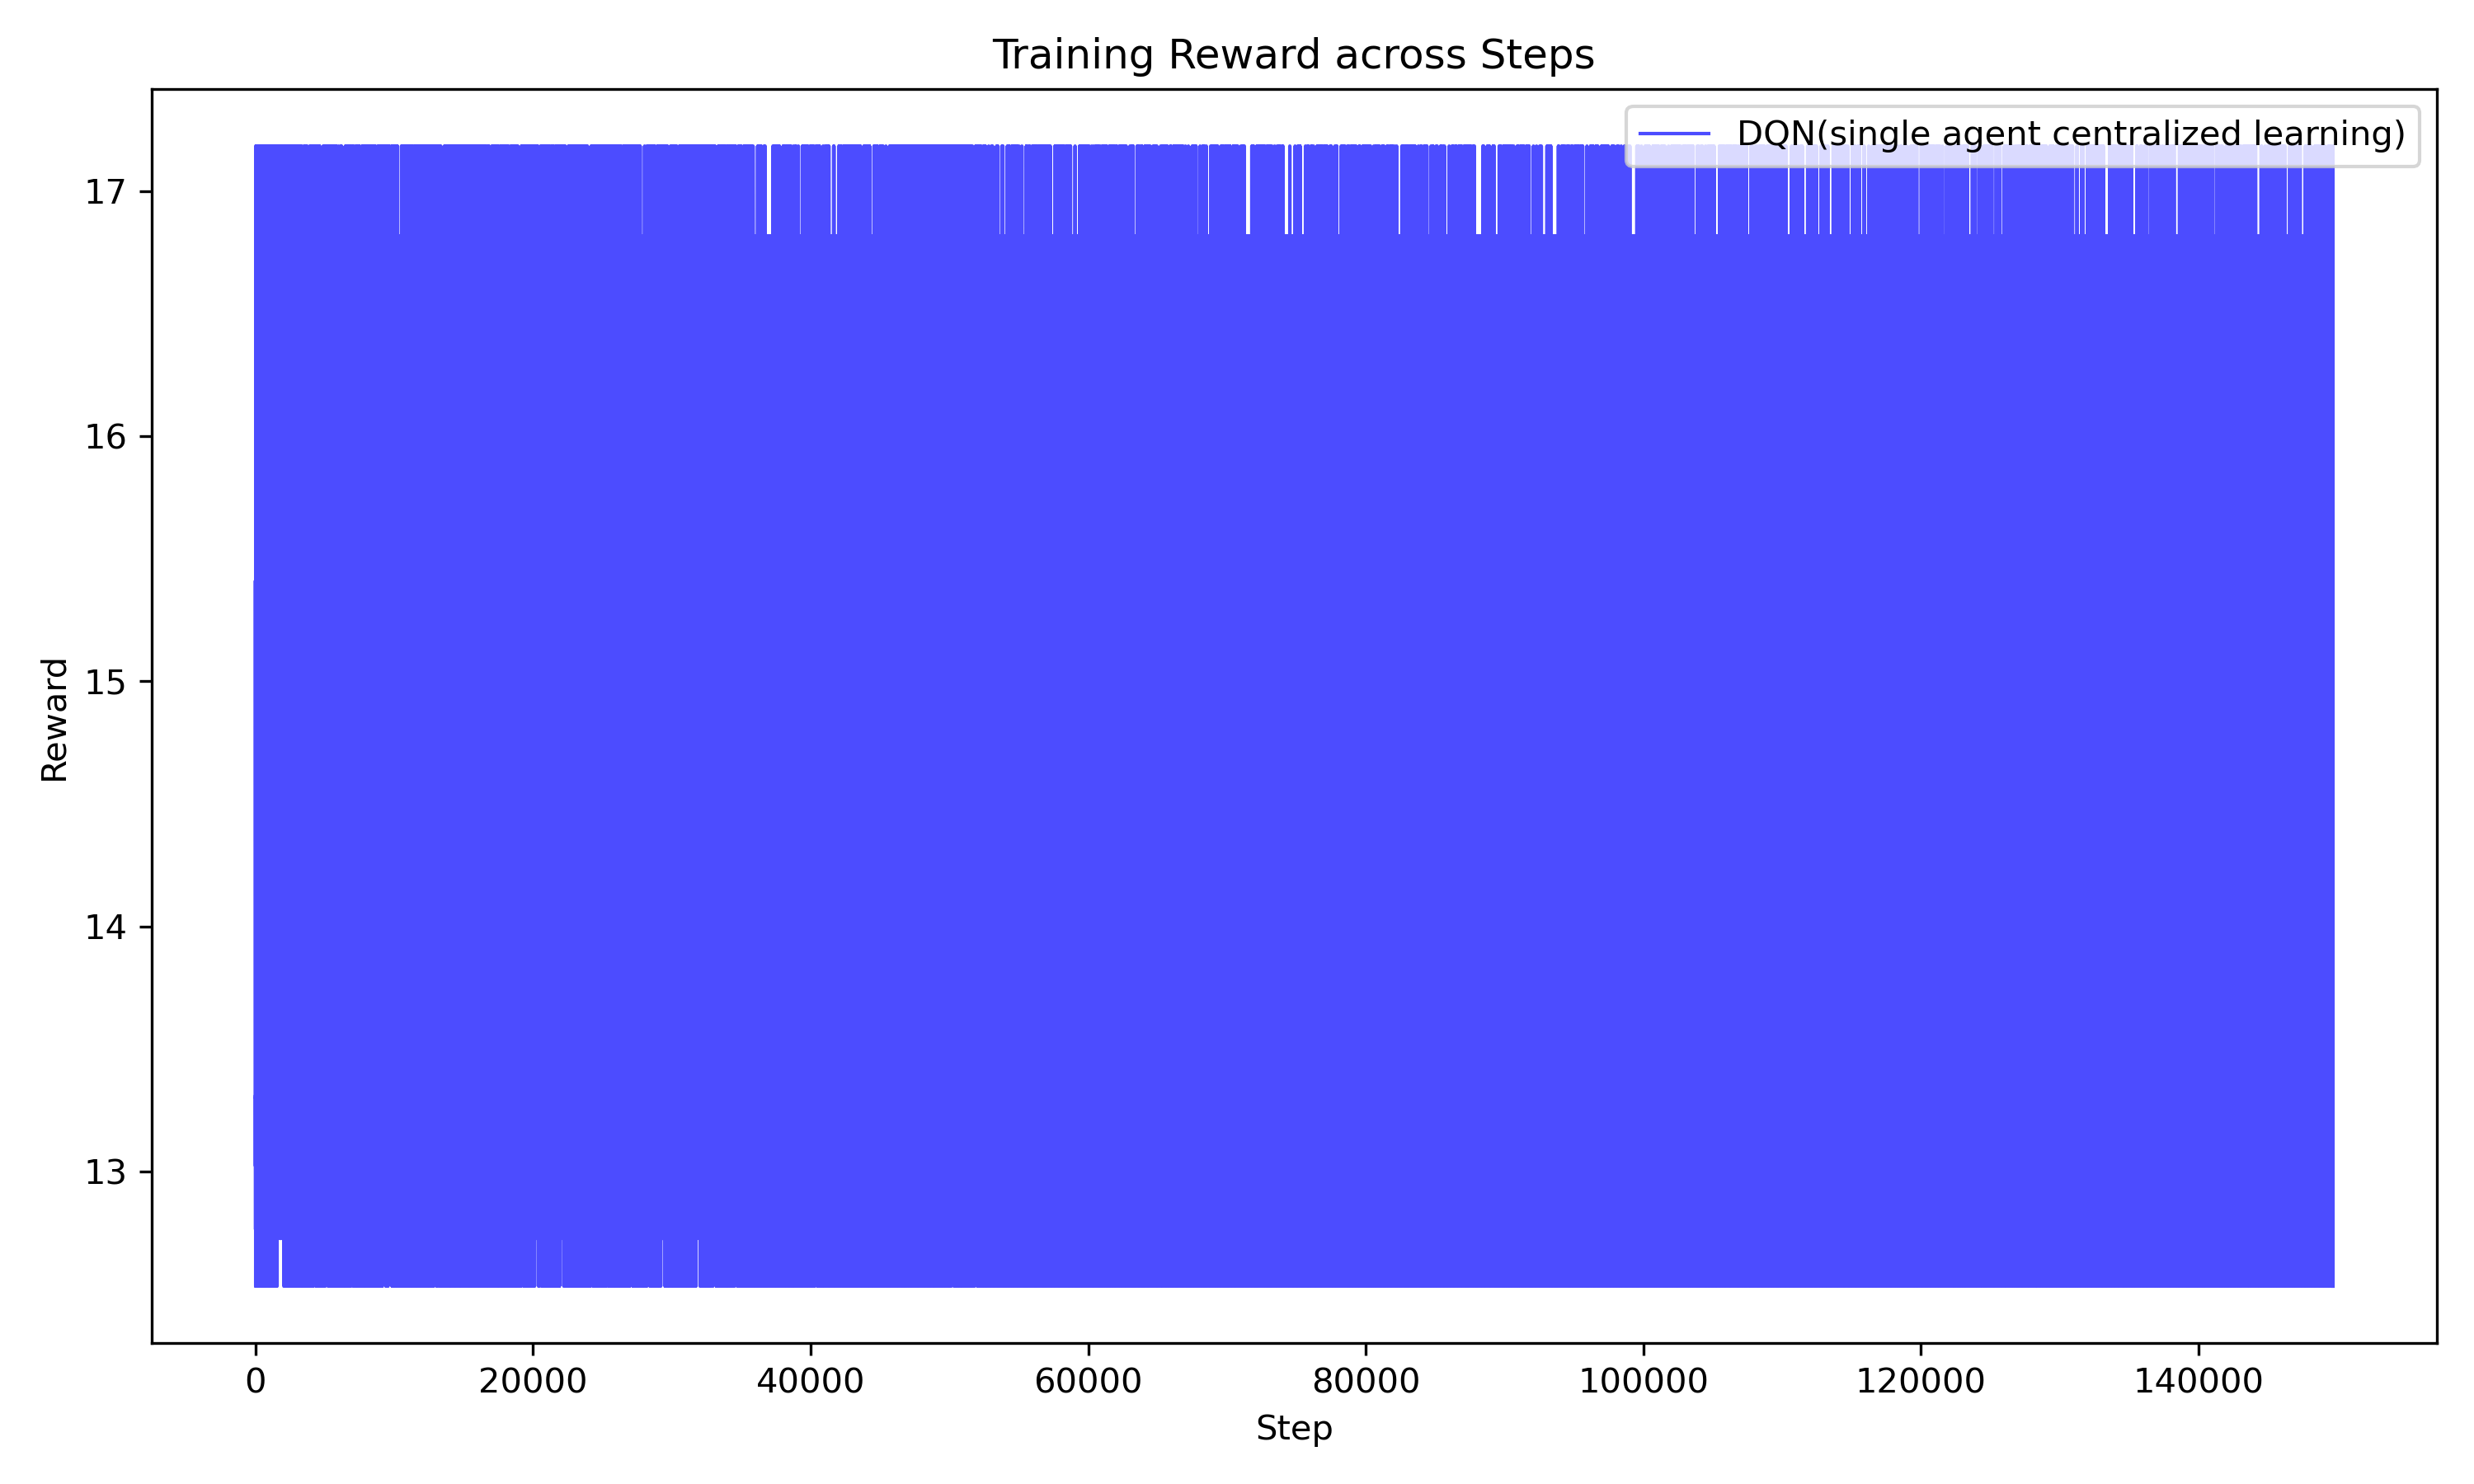 Training Reward across Steps
DQN(single agent centralized learning)
17
16
15
14
13
Reward
0 20000 40000 60000 80000 100000 120000 140000
Step